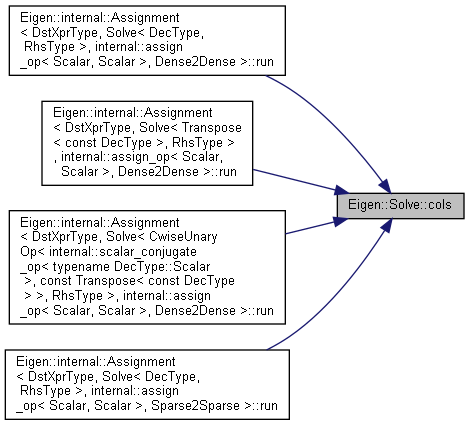 Eigen::internal::Assignment
< DstXprType, Solve< DecType,
RhsType >, internal::assign
_op< Scalar, Scalar >, Dense2Dense >::run
Eigen::internal::Assignment
< DstXprType, Solve< Transpose
< const DecType >, RhsType >
, internal::assign_op< Scalar,
Scalar >, Dense2Dense >::run
Eigen::Solve::cols
Eigen::internal::Assignment
< DstXprType, Solve< CwiseUnary
Op< internal::scalar_conjugate
_op< typename DecType::Scalar
>, const Transpose< const DecType
> >, RhsType >, internal::assign
_op< Scalar, Scalar >, Dense2Dense >::run
Eigen::internal::Assignment
< DstXprType, Solve< DecType,
RhsType >, internal::assign
_op< Scalar, Scalar >, Sparse2Sparse >::run